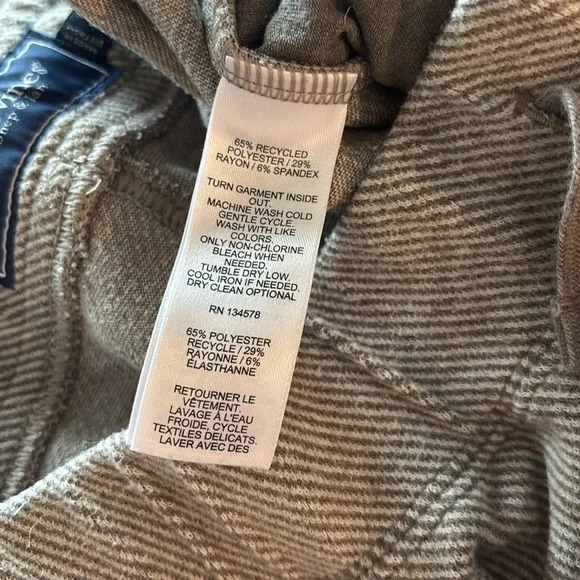 65% RECYCLED
POLYESTER / 29%
RAYON / 6% SPANDEX
TURN GARMENT INSIDE
OUT.
MACHINE WASH COLD
GENTLE CYCLE.
WASH WITH LIKE
COLORS.
ONLY NON-CHLORINE
BLEACH WHEN
NEEDED.
TUMBLE DRY LOW.
COOL IRON IF NEEDED.
DRY CLEAN OPTIONAL
RN 134578
65% POLYESTER
RECYCLE / 29%
RAYONNE / 6%
ÉLASTHANNE
RETOURNER LE
VÊTEMENT.
LAVAGE À L'EAU
FROIDE, CYCLE
TEXTILES DELICATS.
LAVER AVEC DES